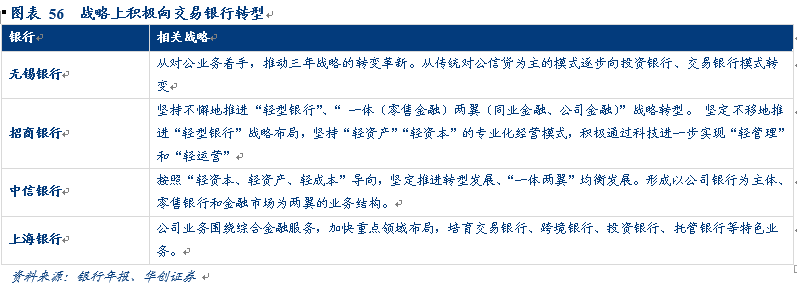 图表 56 战略上积极向交易银行转型
银行 相关战略
无锡银行 从对公业务着手，推动三年战略的转变革新。从传统对公信贷为主的模式逐步向投资银行、交易银行模式转
变
招商银行 坚持不懈地推进“轻型银行”、“ 一体（零售金融）两翼（同业金融、公司金融）”战略转型。 坚定不移地推
进“轻型银行”战略布局，坚持“轻资产”“轻资本”的专业化经营模式，积极通过科技进一步实现“轻管理”
和“轻运营”
中信银行 按照“轻资本、轻资产、轻成本”导向，坚定推进转型发展、“一体两翼”均衡发展。形成以公司银行为主体、
零售银行和金融市场为两翼的业务结构。
上海银行 公司业务围绕综合金融服务，加快重点领域布局，培育交易银行、跨境银行、投资银行、托管银行等特色业
务。
资料来源：银行年报、华创证券